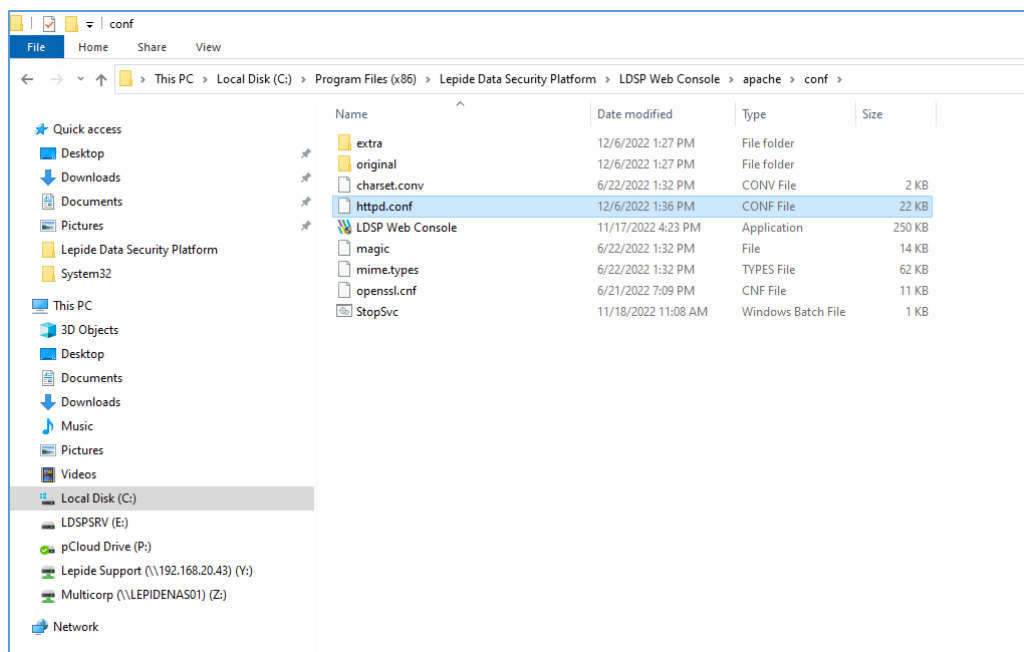 conf
File Home Share View
This PC Local Disk (C:) Program Files (x86) Lepide Data Security Platform LDSP Web Console apache conf
Quick access
Desktop
Downloads
Documents
Pictures
Lepide Data Security Platform
System32
This PC
3D Objects
Desktop
Documents
Downloads
Music
Pictures
Videos
Local Disk (C:)
LDSPSRV (E:)
pCloud Drive (P:)
Lepide Support (\\192.168.20.43) (Y:)
Multicorp (\\LEPIDENAS01) (Z:)
Network
Name Date modified Type Size
extra 12/6/2022 1:27 PM File folder
original 12/6/2022 1:27 PM File folder
charset.conv 6/22/2022 1:32 PM CONV File 2 KB
httpd.conf 12/6/2022 1:36 PM CONF File 22 KB
LDSP Web Console 11/17/2022 4:23 PM Application 250 KB
magic 6/22/2022 1:32 PM File 14 KB
mime.types 6/22/2022 1:32 PM TYPES File 62 KB
openssl.cnf 6/21/2022 7:09 PM CNF File 11 KB
StopSvc 11/18/2022 11:08 AM Windows Batch File 1 KB